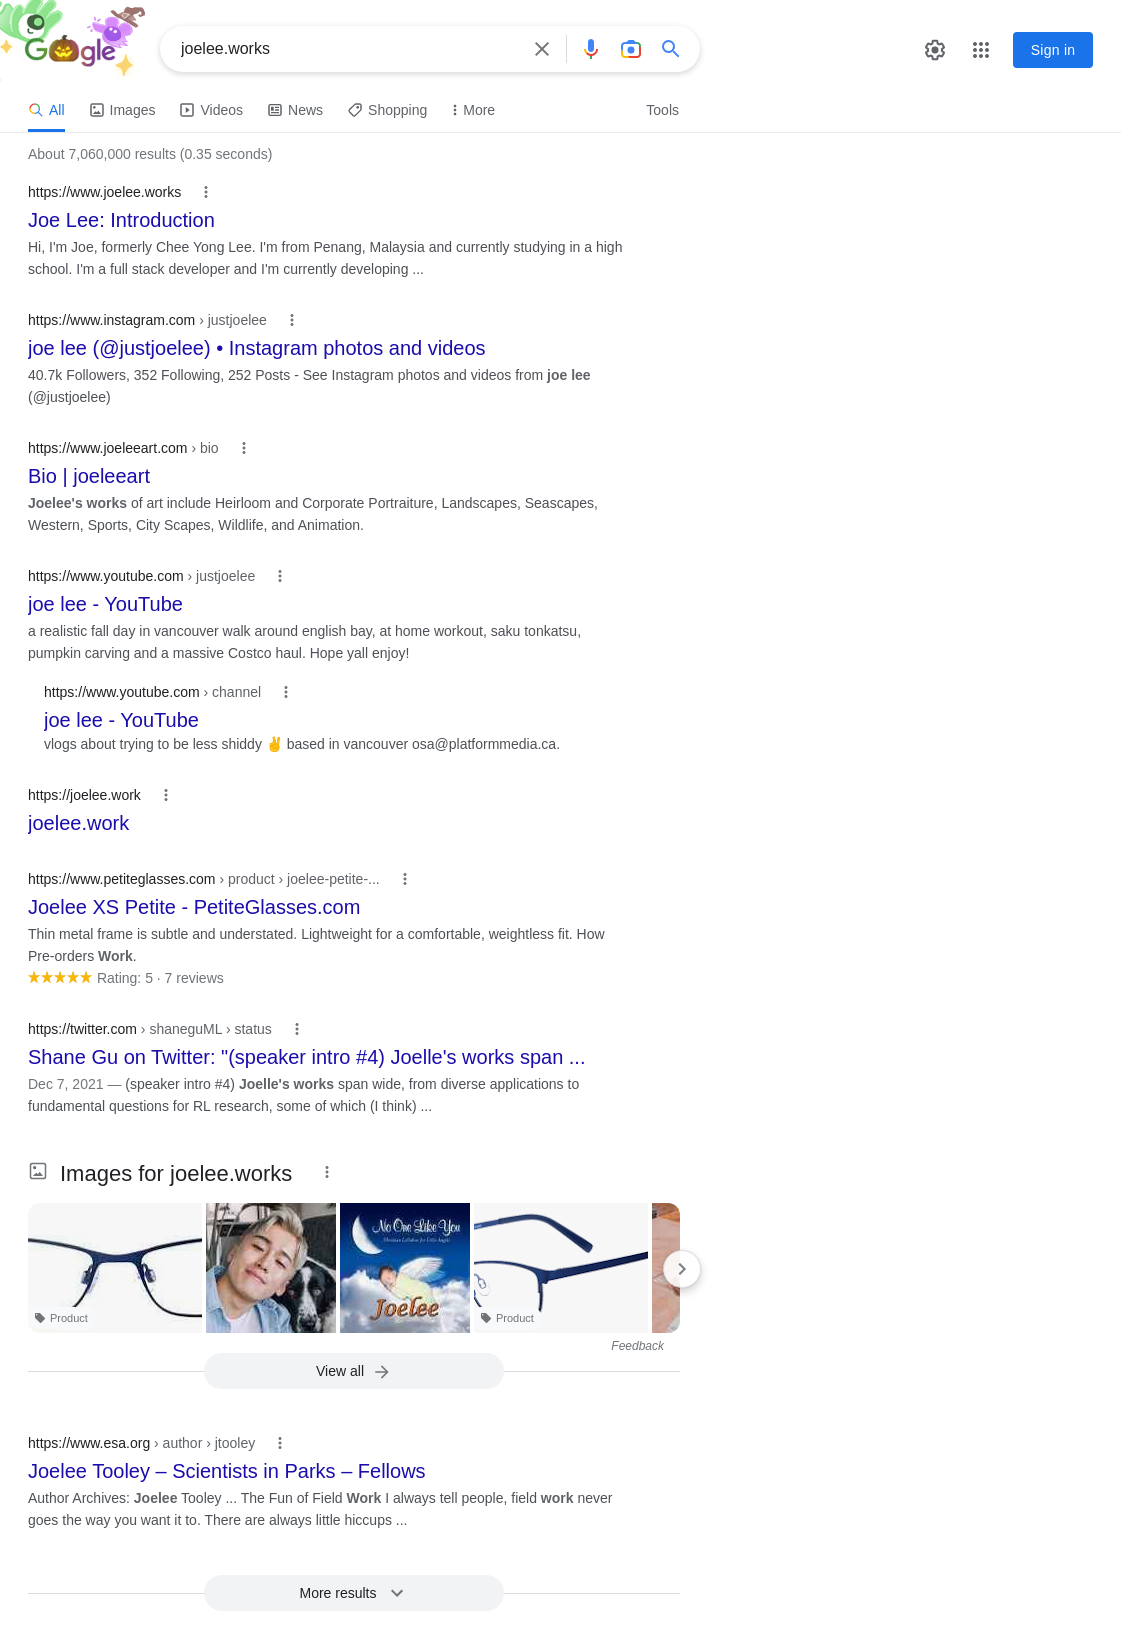 Google
joelee.works
Sign in
All
Images
Videos
News
Shopping
More
Tools
About 7,060,000 results (0.35 seconds)
https://www.joelee.works
Joe Lee: Introduction
Hi, I'm Joe, formerly Chee Yong Lee. I'm from Penang, Malaysia and currently studying in a high
school. I'm a full stack developer and I'm currently developing ...
https://www.instagram.com › justjoelee
joe lee (@justjoelee) • Instagram photos and videos
40.7k Followers, 352 Following, 252 Posts - See Instagram photos and videos from joe lee
(@justjoelee)
https://www.joeleeart.com › bio
Bio | joeleeart
Joelee's works of art include Heirloom and Corporate Portraiture, Landscapes, Seascapes,
Western, Sports, City Scapes, Wildlife, and Animation.
https://www.youtube.com › justjoelee
joe lee - YouTube
a realistic fall day in vancouver walk around english bay, at home workout, saku tonkatsu,
pumpkin carving and a massive Costco haul. Hope yall enjoy!
https://www.youtube.com › channel
joe lee - YouTube
vlogs about trying to be less shiddy ✌ based in vancouver osa@platformmedia.ca.
https://joelee.work
joelee.work
https://www.petiteglasses.com › product › joelee-petite-...
Joelee XS Petite - PetiteGlasses.com
Thin metal frame is subtle and understated. Lightweight for a comfortable, weightless fit. How
Pre-orders Work.
★★★★★ Rating: 5 · 7 reviews
https://twitter.com › shaneguML › status
Shane Gu on Twitter: "(speaker intro #4) Joelle's works span ...
Dec 7, 2021 — (speaker intro #4) Joelle's works span wide, from diverse applications to
fundamental questions for RL research, some of which (I think) ...
Images for joelee.works
No One Like You
Christian Lullabies for Little Angels
Joelee
Product
Product
Feedback
View all
https://www.esa.org › author › jtooley
Joelee Tooley – Scientists in Parks – Fellows
Author Archives: Joelee Tooley ... The Fun of Field Work I always tell people, field work never
goes the way you want it to. There are always little hiccups ...
More results